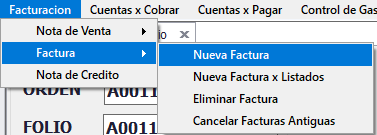 Facturacion Cuentas x Cobrar Cuentas x Pagar Control de Gas
Nota de Venta
Factura
Nota de Credito
Nueva Factura
Nueva Factura x Listados
Eliminar Factura
Cancelar Facturas Antiguas
io x
ORDEN A0011
FOLIO A0011